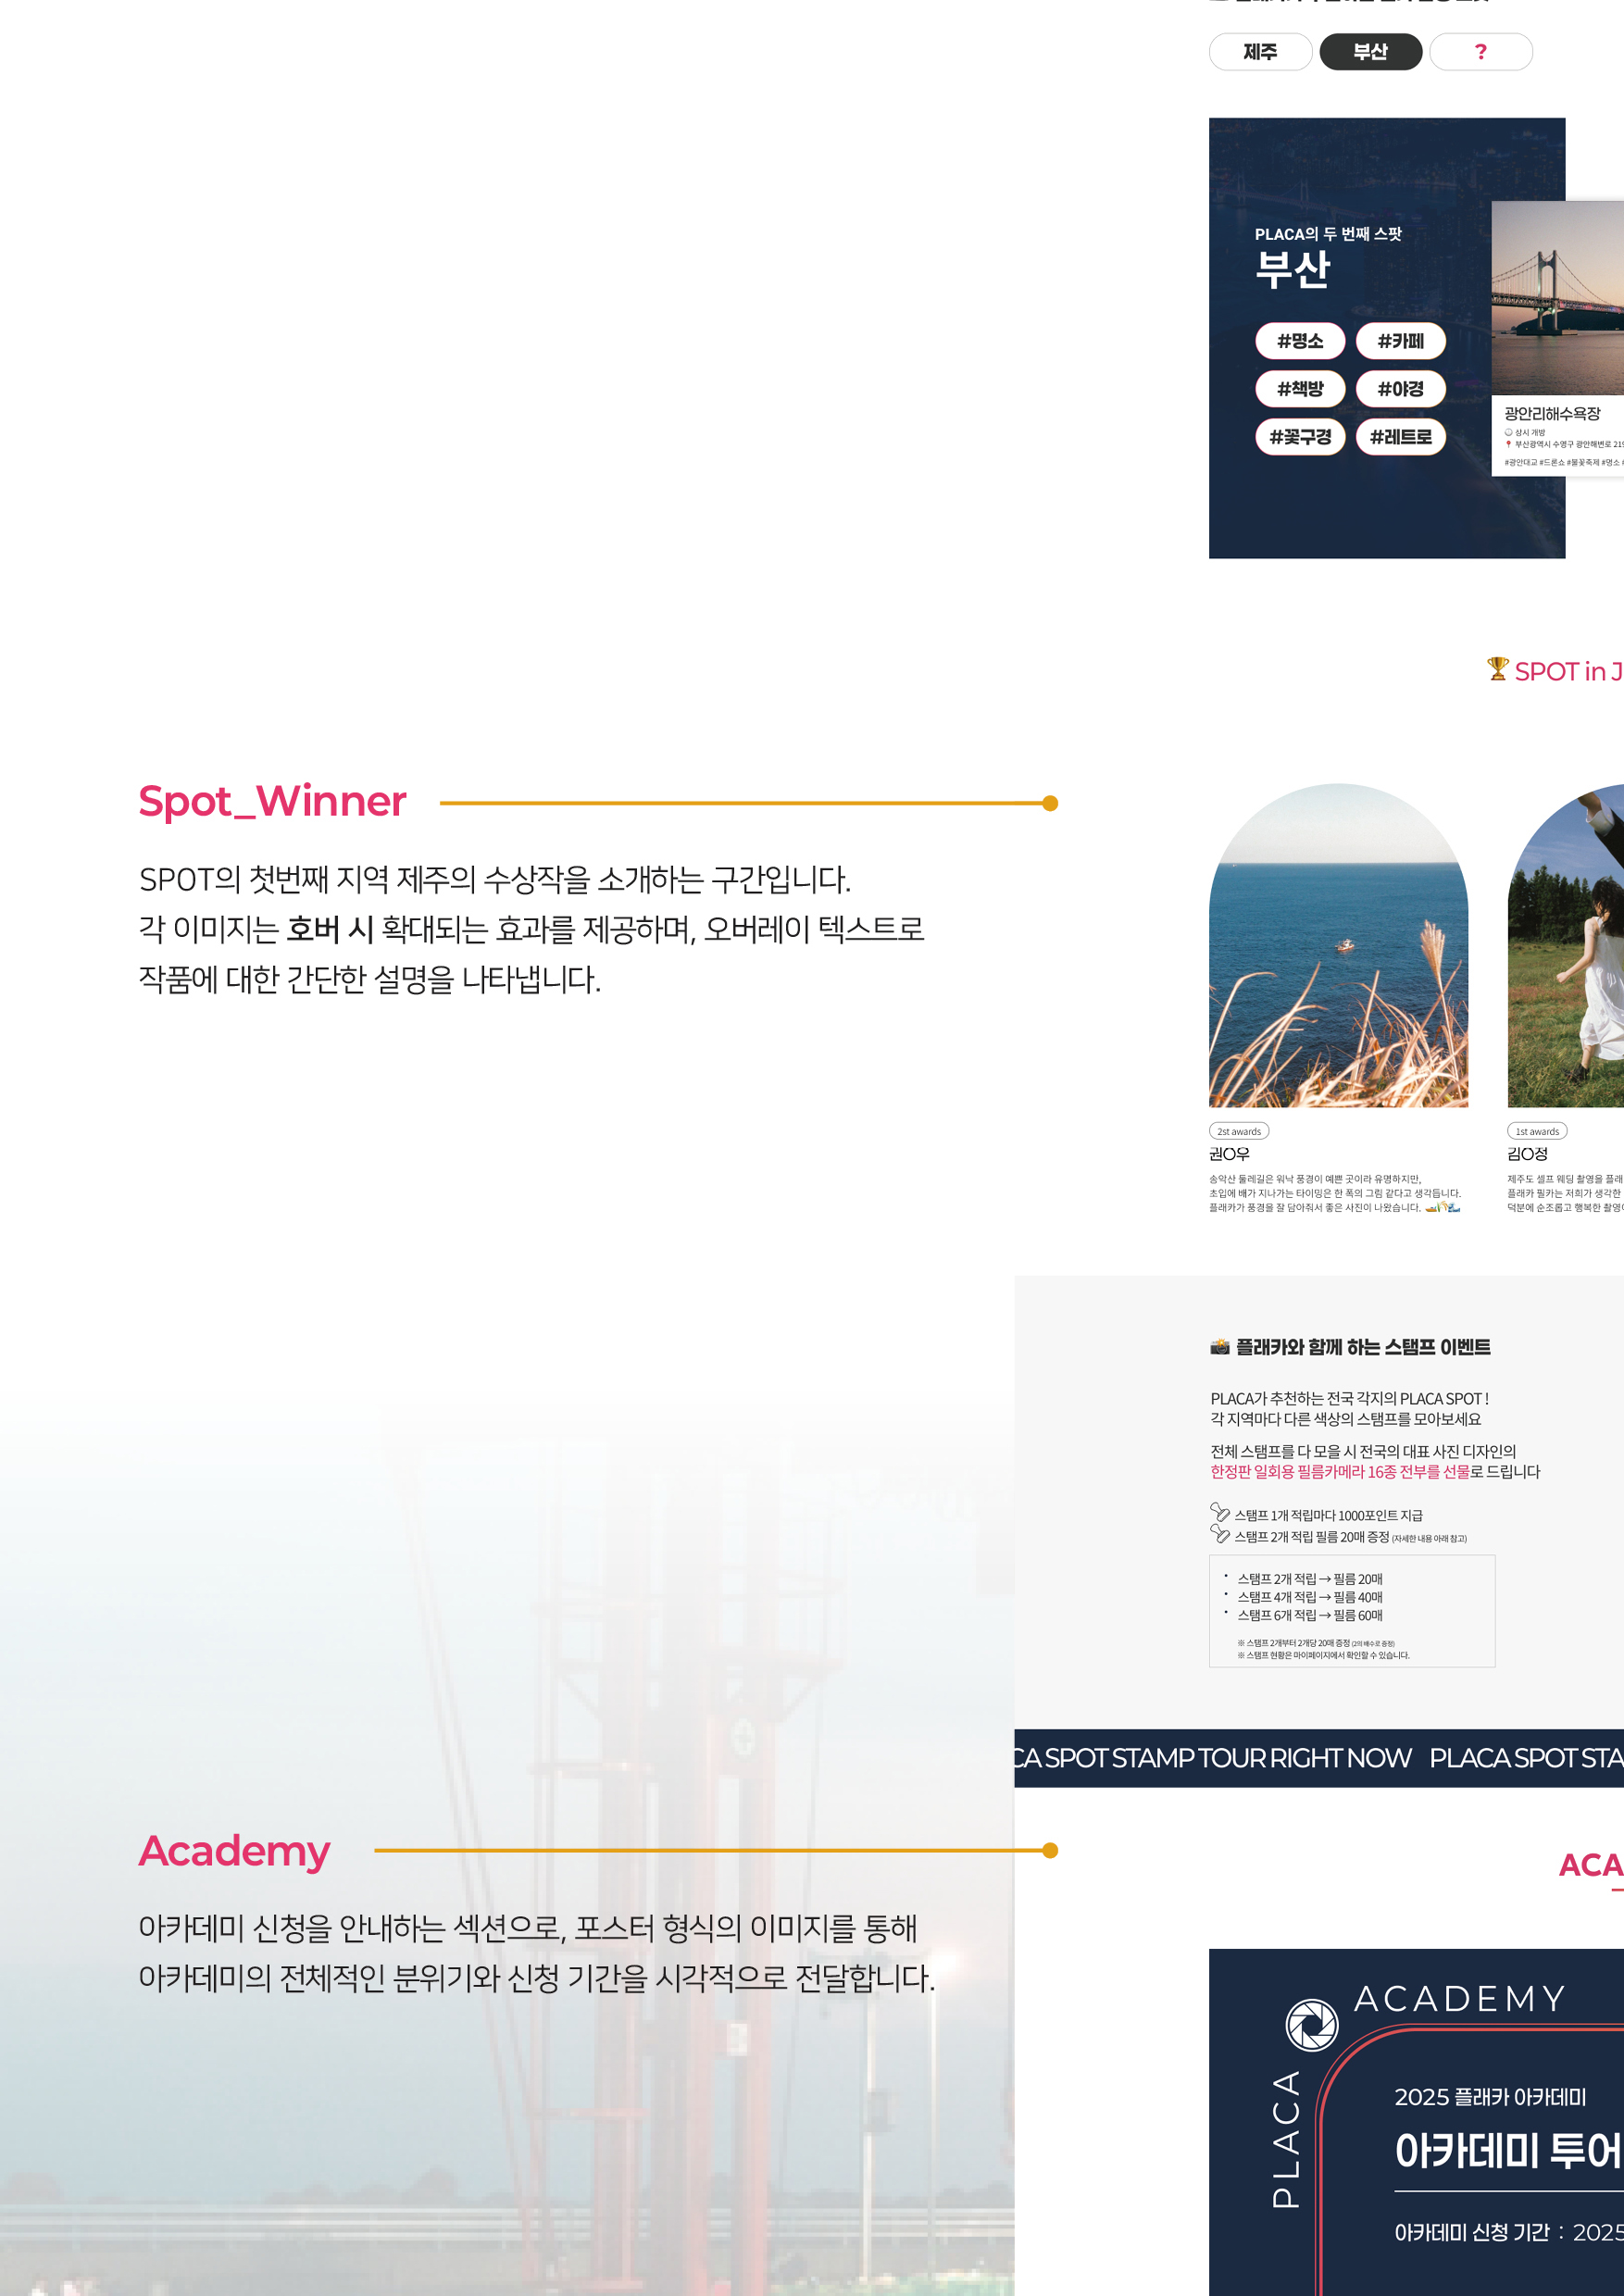 제주
부산
?
PLACA의 두 번째 스팟
부산
#명소
#카페
#책방
#야경
#꽃구경
#레트로
광안리해수욕장
상시 개방
부산광역시 수영구 광안해변로 219
#광안대교 #드론쇼 #불꽃축제 #명소
SPOT in J
Spot_Winner
SPOT의 첫번째 지역 제주의 수상작을 소개하는 구간입니다.
각 이미지는 호버 시 확대되는 효과를 제공하며, 오버레이 텍스트로
작품에 대한 간단한 설명을 나타냅니다.
2st awards
권O우
송악산 둘레길은 워낙 풍경이 예쁜 곳이라 유명하지만,
초입에 배가 지나가는 타이밍은 한 폭의 그림 같다고 생각듭니다.
플래카가 풍경을 잘 담아줘서 좋은 사진이 나왔습니다.
1st awards
김O정
제주도 셀프 웨딩 촬영을 플래
플래카 필카는 저희가 생각한
덕분에 순조롭고 행복한 촬영이
플래카와 함께 하는 스탬프 이벤트
PLACA가 추천하는 전국 각지의 PLACA SPOT !
각 지역마다 다른 색상의 스탬프를 모아보세요
전체 스탬프를 다 모을 시 전국의 대표 사진 디자인의
한정판 일회용 필름카메라 16종 전부를 선물로 드립니다
스탬프 1개 적립마다 1000포인트 지급
스탬프 2개 적립 필름 20매 증정 (자세한 내용 아래 참고)
• 스탬프 2개 적립 → 필름 20매
• 스탬프 4개 적립 → 필름 40매
• 스탬프 6개 적립 → 필름 60매
※ 스탬프 2개부터 2개당 20매 증정 (2의 배수로 증정)
※ 스탬프 현황은 마이페이지에서 확인할 수 있습니다.
CA SPOT STAMP TOUR RIGHT NOW PLACA SPOT STA
Academy
아카데미 신청을 안내하는 섹션으로, 포스터 형식의 이미지를 통해
아카데미의 전체적인 분위기와 신청 기간을 시각적으로 전달합니다.
ACA
ACADEMY
PLACA
2025 플래카 아카데미
아카데미 투어
아카데미 신청 기간 : 2025